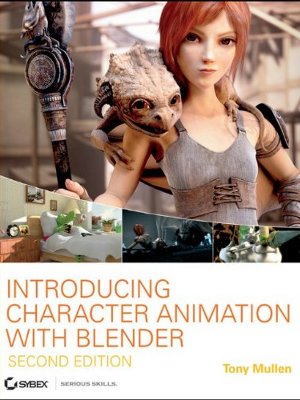 INTRODUCING
CHARACTER ANIMATION
WITH BLENDER
SECOND EDITION
Tony Mullen
SYBEX
SERIOUS SKILLS.